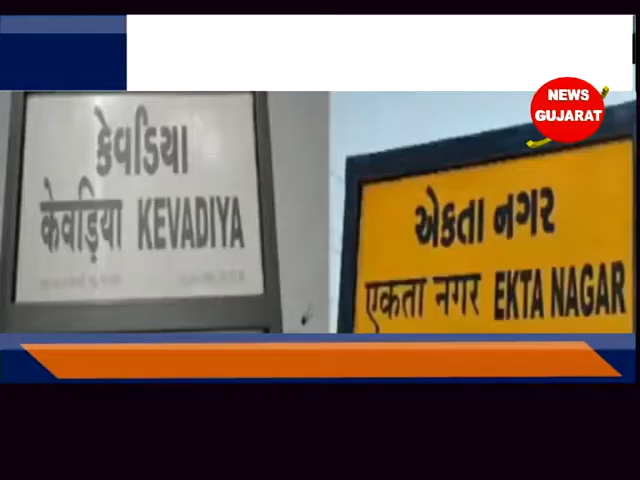 NEWS
GUJARAT
કેવડિયા
केवड़िया KEVADIYA
એકતા નગર
एकता नगर EKTA NAGAR